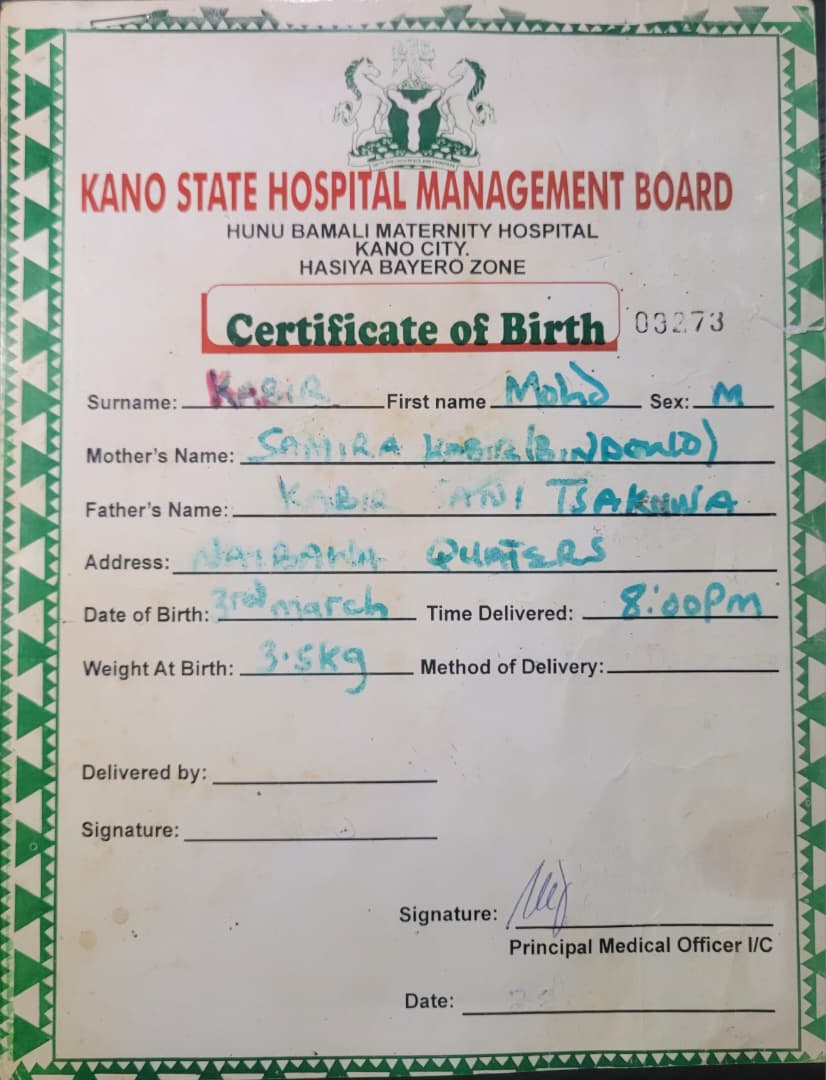 KANO STATE HOSPITAL MANAGEMENT BOARD
HUNU BAMALI MATERNITY HOSPITAL
KANO CITY.
HASIYA BAYERO ZONE
Certificate of Birth 03273
Surname: KABIR First name Mohd Sex: M
Mother's Name: SAMIRA KABIR
Father's Name: KABIR SANI TSAKUWA
Address: QUATERS
Date of Birth: 3rd march Time Delivered: 8:00Pm
Weight At Birth: 3.5kg Method of Delivery:
Delivered by:
Signature:
Signature:
Principal Medical Officer I/C
Date: